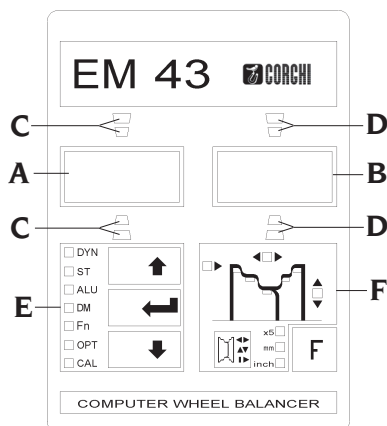 EM 43 CORGHI
C D
A B
C D
DYN
ST
ALU
E DM F
Fn
OPT
CAL
x5
mm
inch
F
COMPUTER WHEEL BALANCER